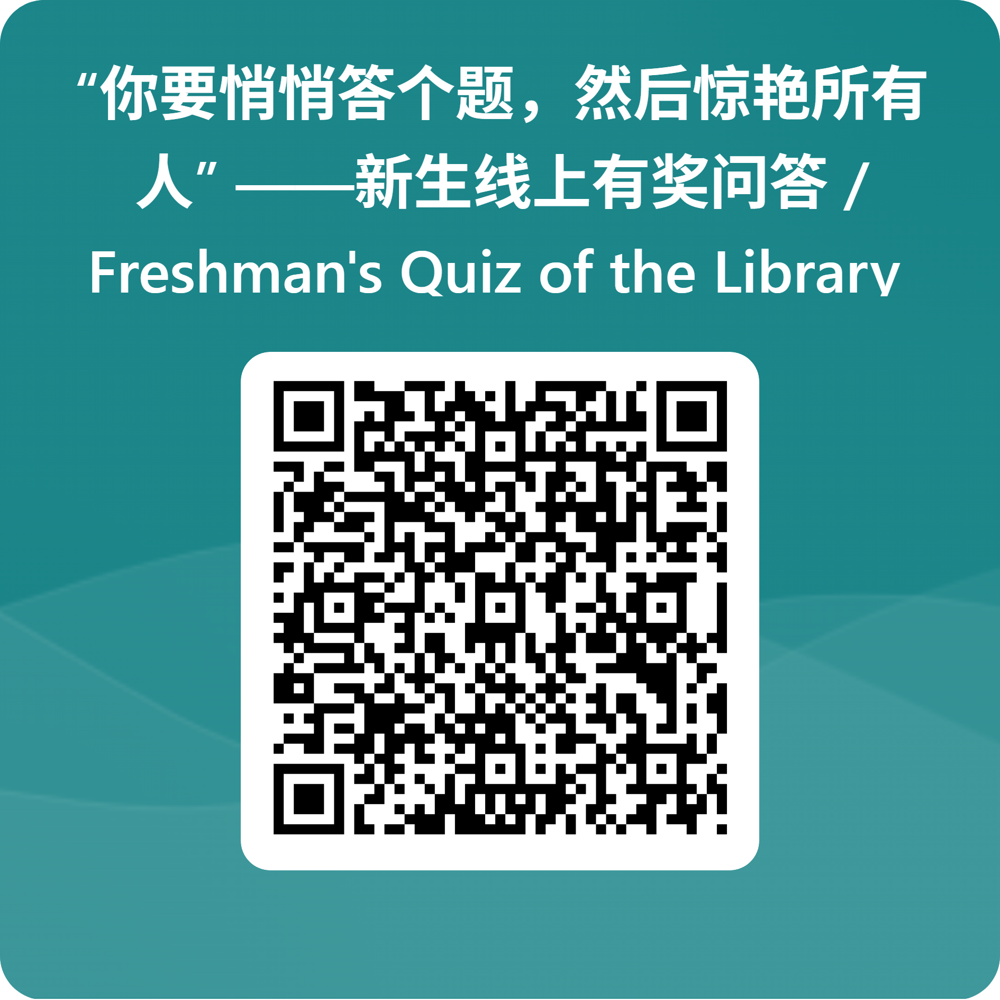 “你要悄悄答个题，然后惊艳所有
人” ——新生线上有奖问答 /
Freshman's Quiz of the Library